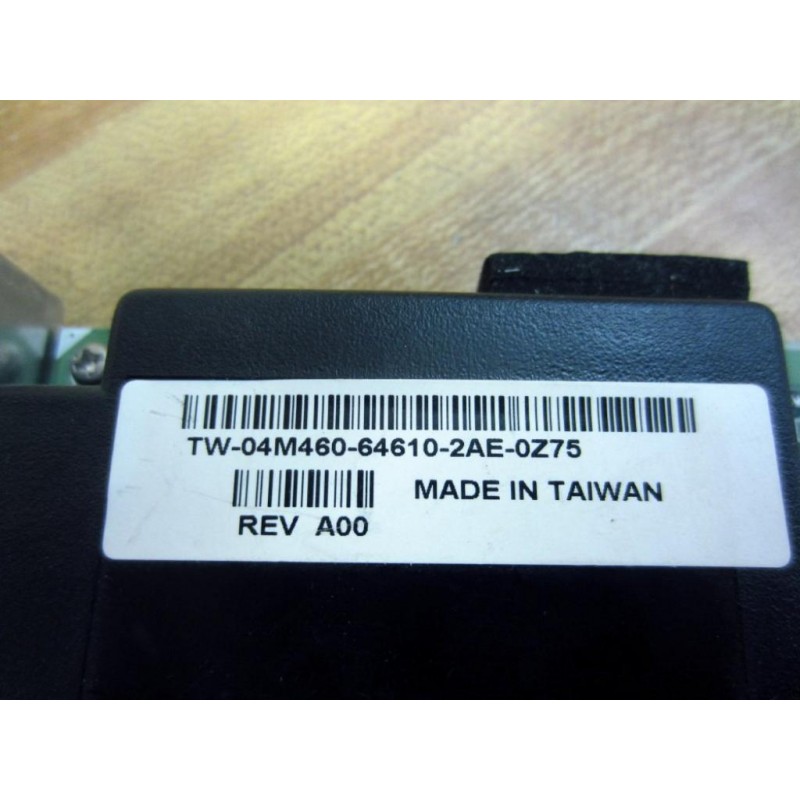 TW-04M460-64610-2AE-0Z75
MADE IN TAIWAN
REV A00